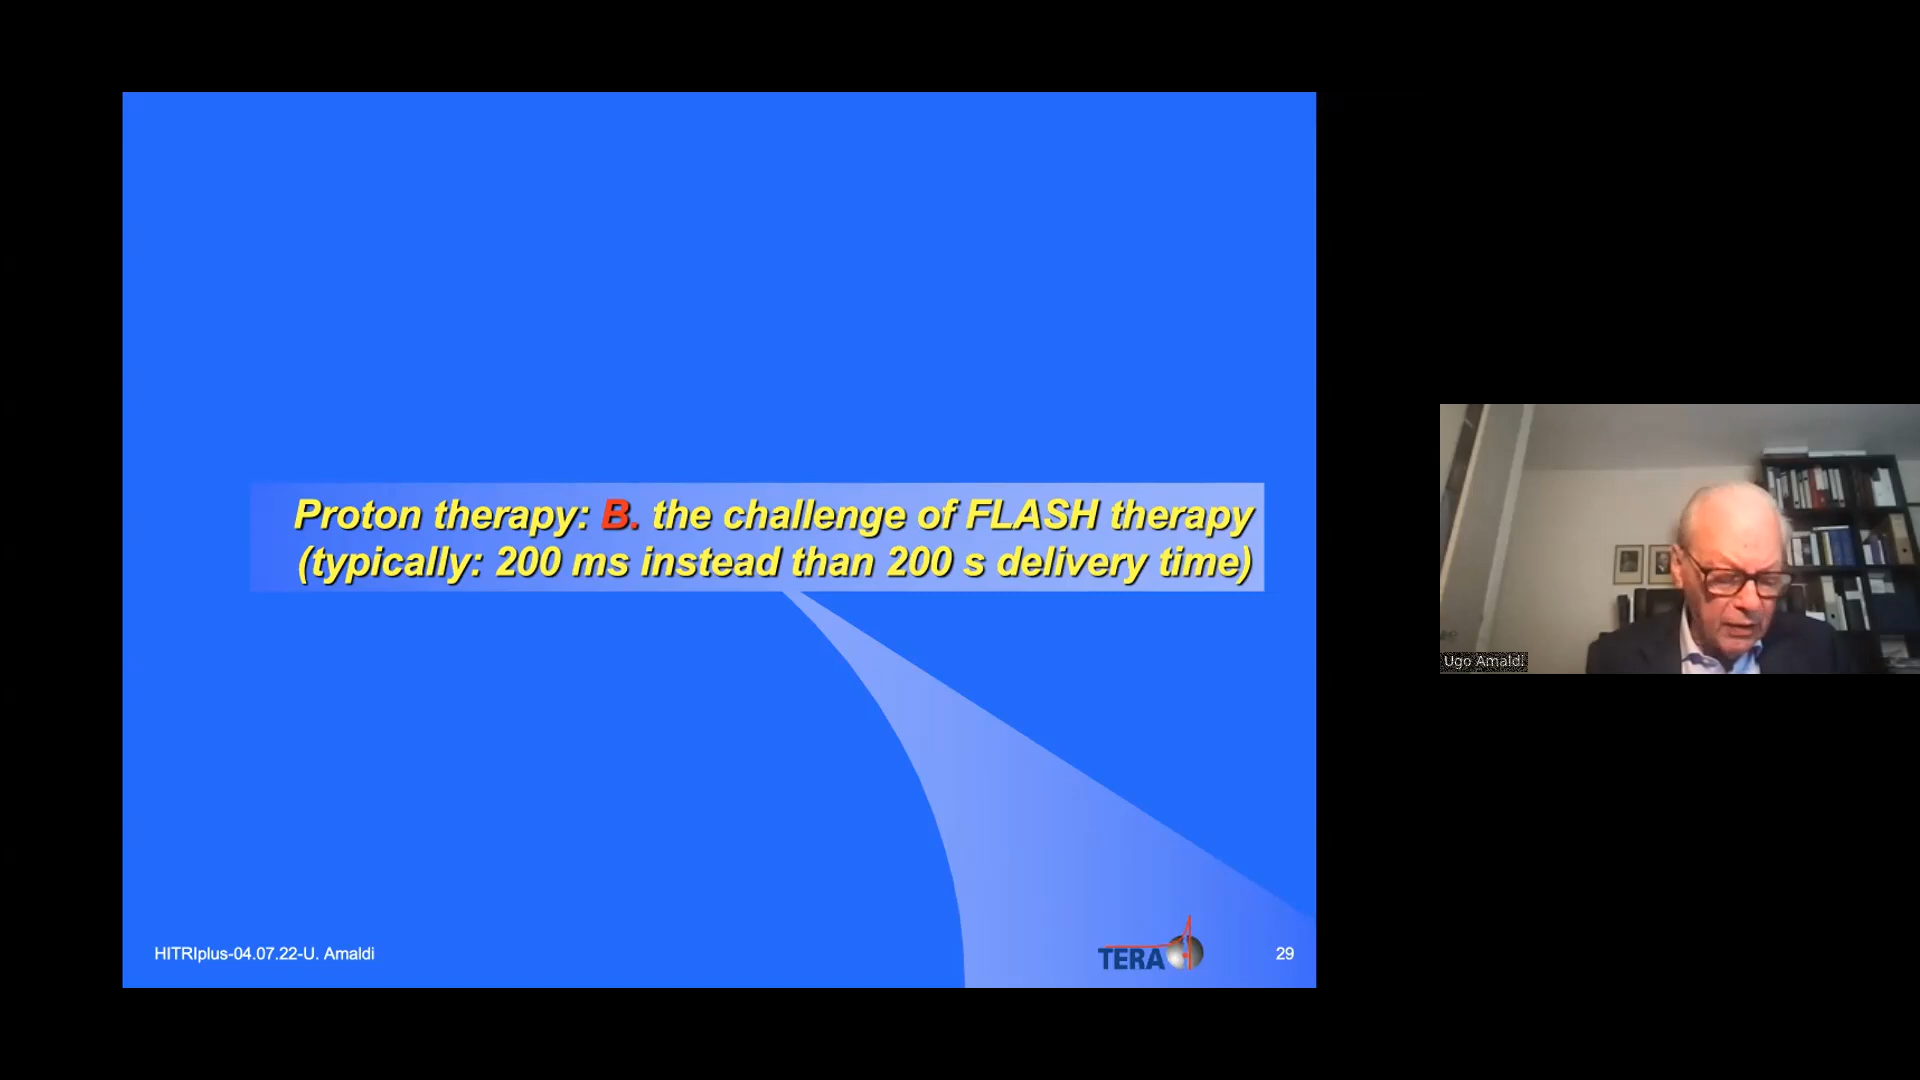 Proton therapy: B. the challenge of FLASH therapy
(typically: 200 ms instead than 200 s delivery time)
Ugo Amaldi
HITRIplus-04.07.22-U. Amaldi
TERA
29